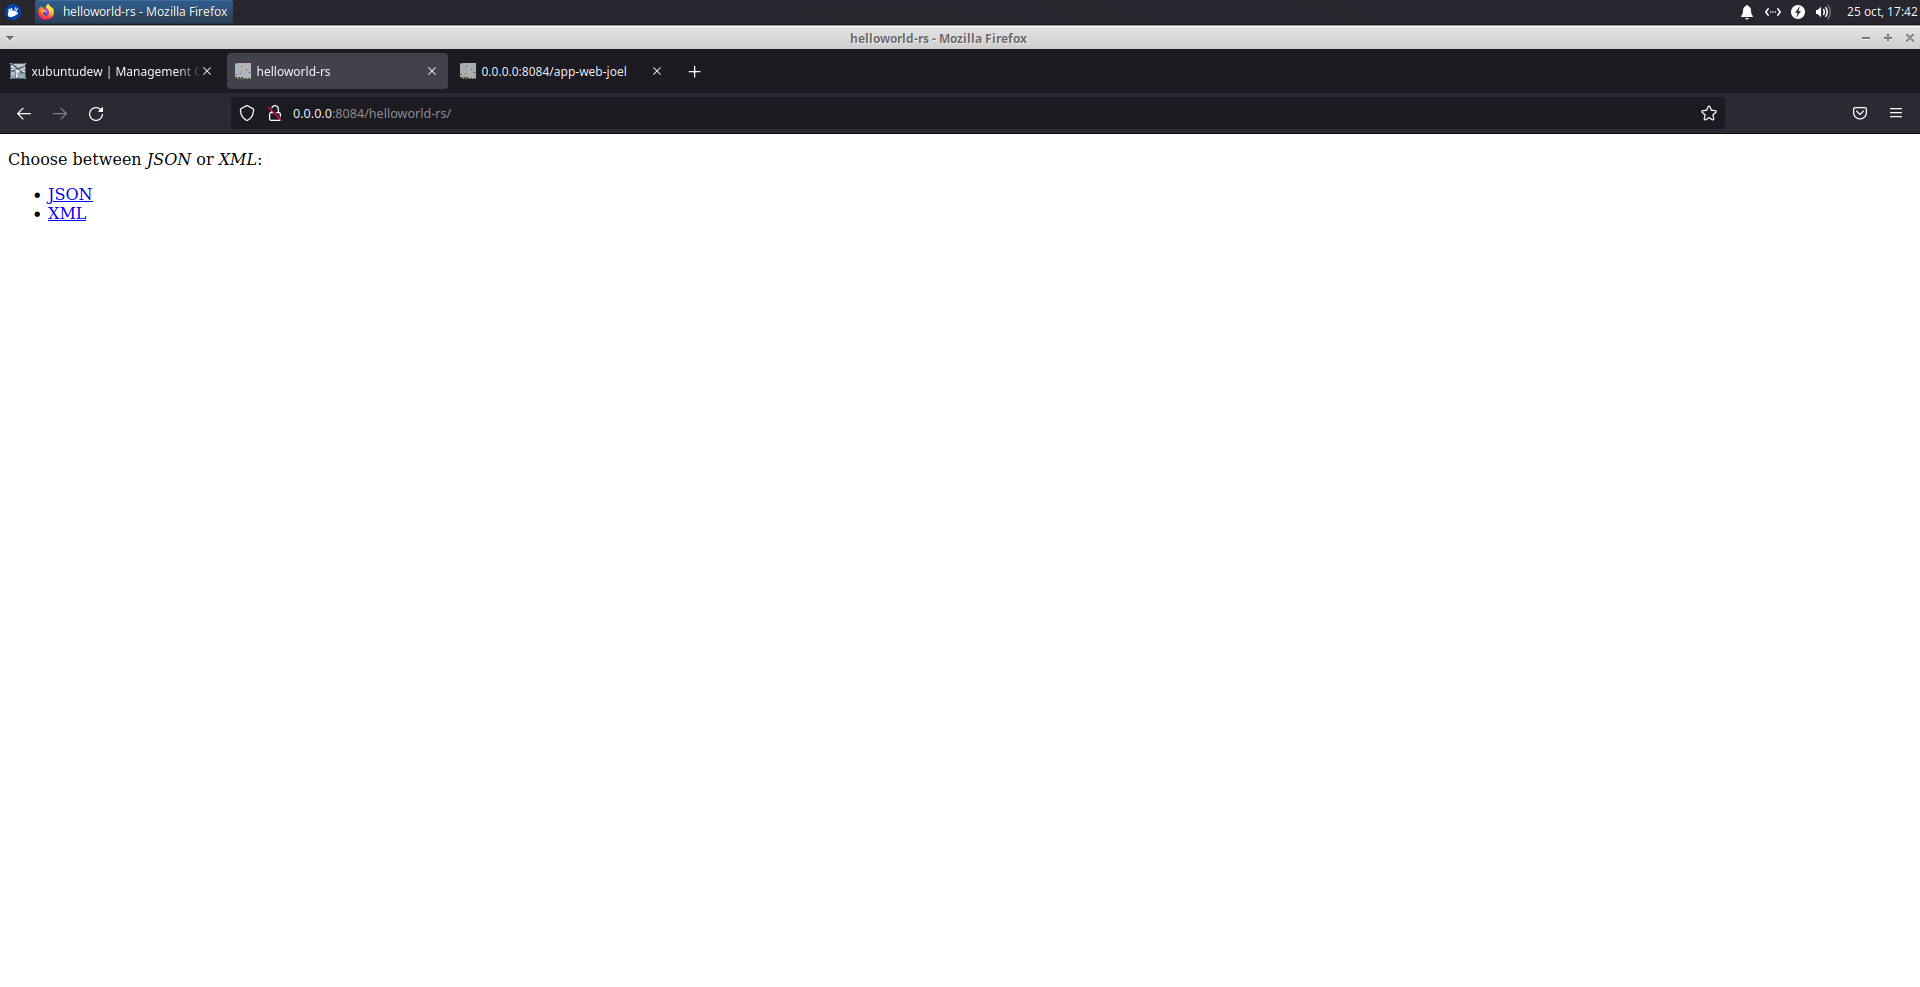 helloworld-rs - Mozilla Firefox
25 oct, 17:42
helloworld-rs - Mozilla Firefox
xubuntudew | Management
helloworld-rs
0.0.0.0:8084/app-web-joel
0.0.0.0:8084/helloworld-rs/
Choose between JSON or XML:
• JSON
• XML